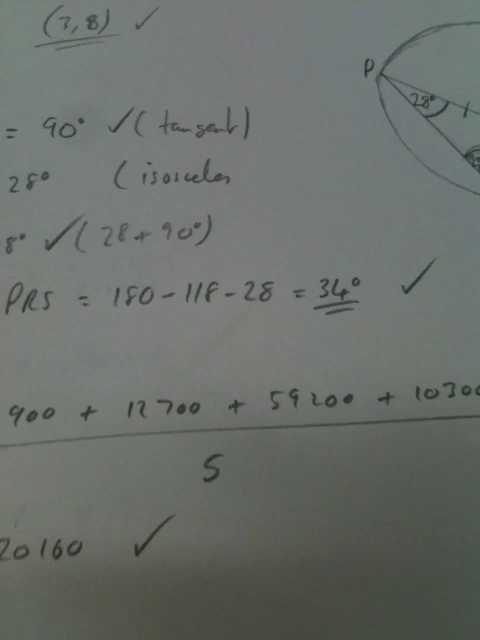 (3,8) ✓
P
28°
= 90° ✓ (tangent)
28° (isosceles
8° ✓ (28+90°)
PRS = 180-118-28 = 34° ✓
900 + 12700 + 59200 + 10300
5
20160 ✓